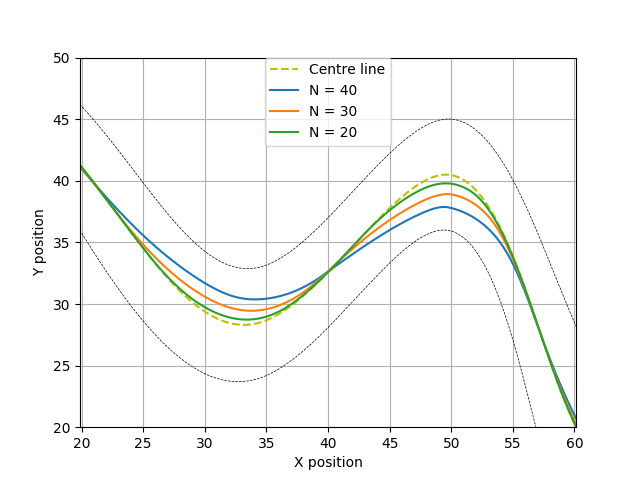 Centre line
N = 40
N = 30
N = 20
Y position
50
45
40
35
30
25
20
20 25 30 35 40 45 50 55 60
X position